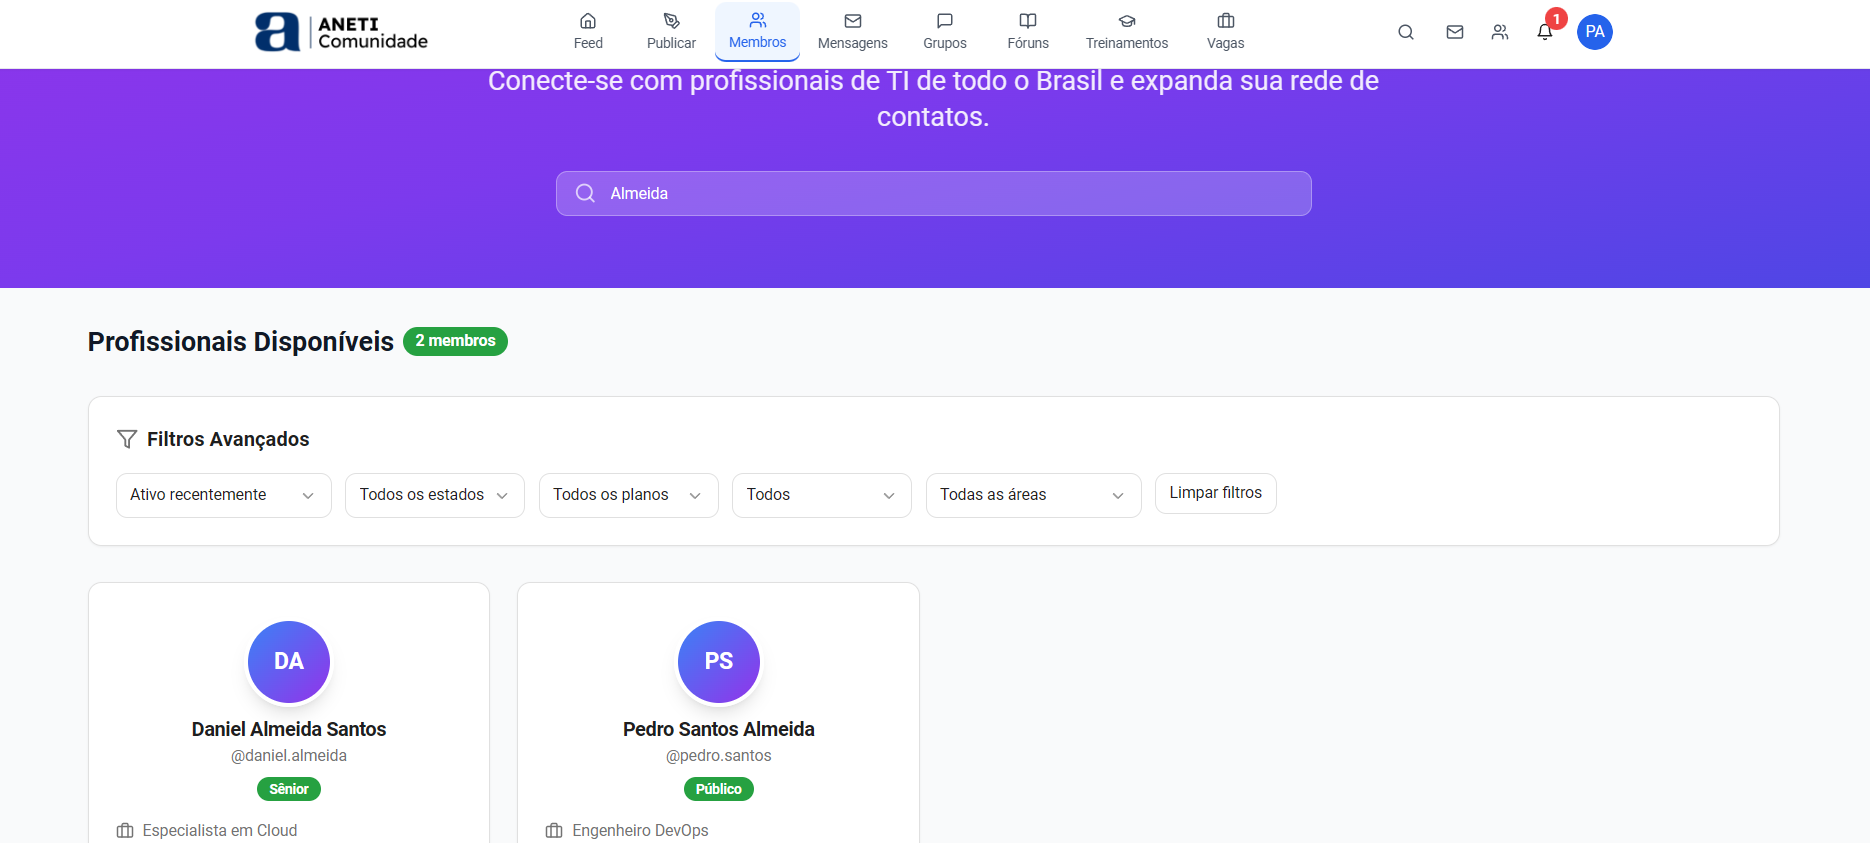 a ANETI
Comunidade
Feed
Publicar
Membros
Mensagens
Grupos
Fóruns
Treinamentos
Vagas
1
PA
Conecte-se com profissionais de TI de todo o Brasil e expanda sua rede de
contatos.
Almeida
Profissionais Disponíveis 2 membros
Filtros Avançados
Ativo recentemente
Todos os estados
Todos os planos
Todos
Todas as áreas
Limpar filtros
DA
Daniel Almeida Santos
@daniel.almeida
Sênior
Especialista em Cloud
PS
Pedro Santos Almeida
@pedro.santos
Público
Engenheiro DevOps